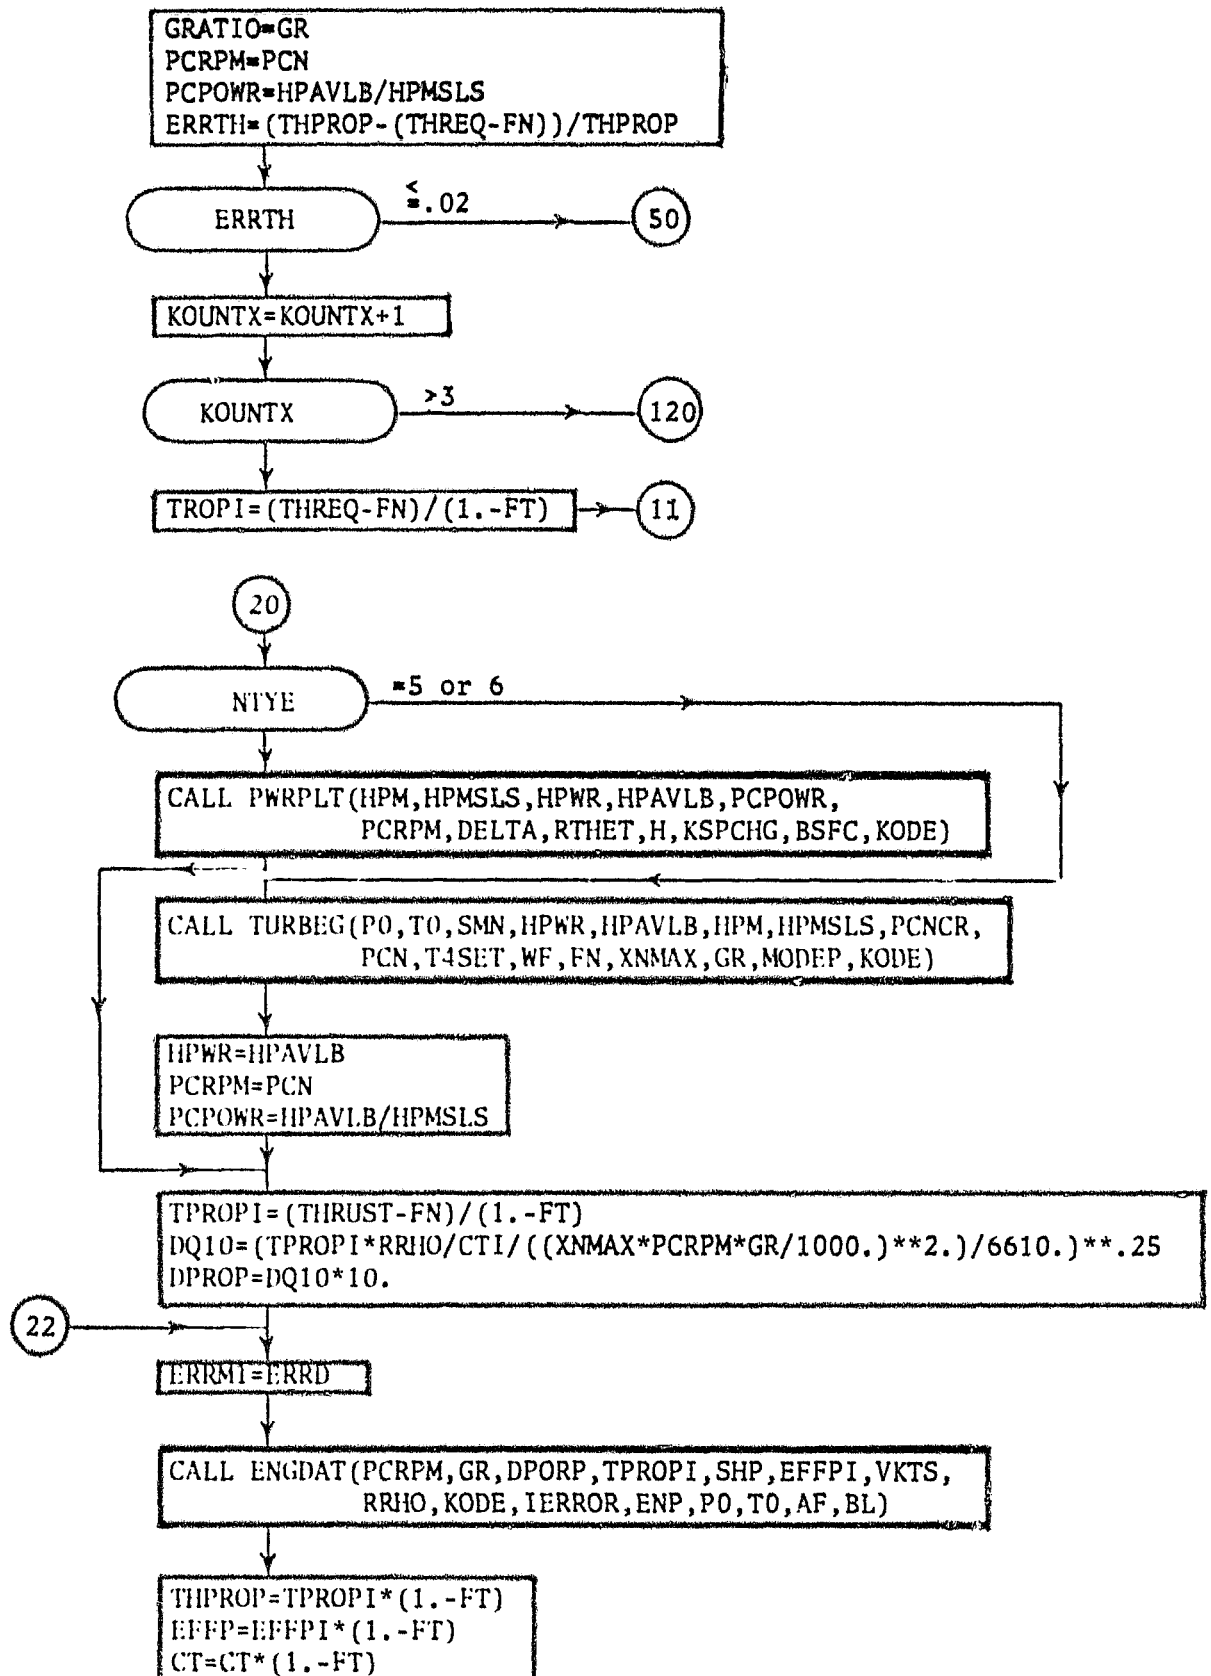 GRATIO=GR
PCRPM=PCN
PCPOWR=HPAVLB/HPMSLS
ERRTH=(THPROP-(THREQ-FN))/THPROP
ERRTH
≤.02
50
KOUNTX=KOUNTX+1
KOUNTX
>3
120
TROPI=(THREQ-FN)/(1.-FT)
11
20
NTYE
=5 or 6
CALL PWRPLT(HPM,HPMSLS,HPWR,HPAVLB,PCPOWR,
PCRPM,DELTA,RTHET,H,KSPCHG,BSFC,KODE)
CALL TURBEG(P0,T0,SMN,HPWR,HPAVLB,HPM,HPMSLS,PCNCR,
PCN,T4SET,WF,FN,XNMAX,GR,MODEP,KODE)
HPWR=HPAVLB
PCRPM=PCN
PCPOWR=HPAVLB/HPMSLS
TPROPI=(THRUST-FN)/(1.-FT)
DQ10=(TPROPI*RRHO/CTI/((XNMAX*PCRPM*GR/1000.)**2.)/6610.)**.25
DPROP=DQ10*10.
22
ERRMI=ERRD
CALL ENGDAT(PCRPM,GR,DPORP,TPROPI,SHP,EFFPI,VKTS,
RRHO,KODE,IERROR,ENP,P0,T0,AF,BL)
THPROP=TPROPI*(1.-FT)
EFFP=EFFPI*(1.-FT)
CT=CT*(1.-FT)